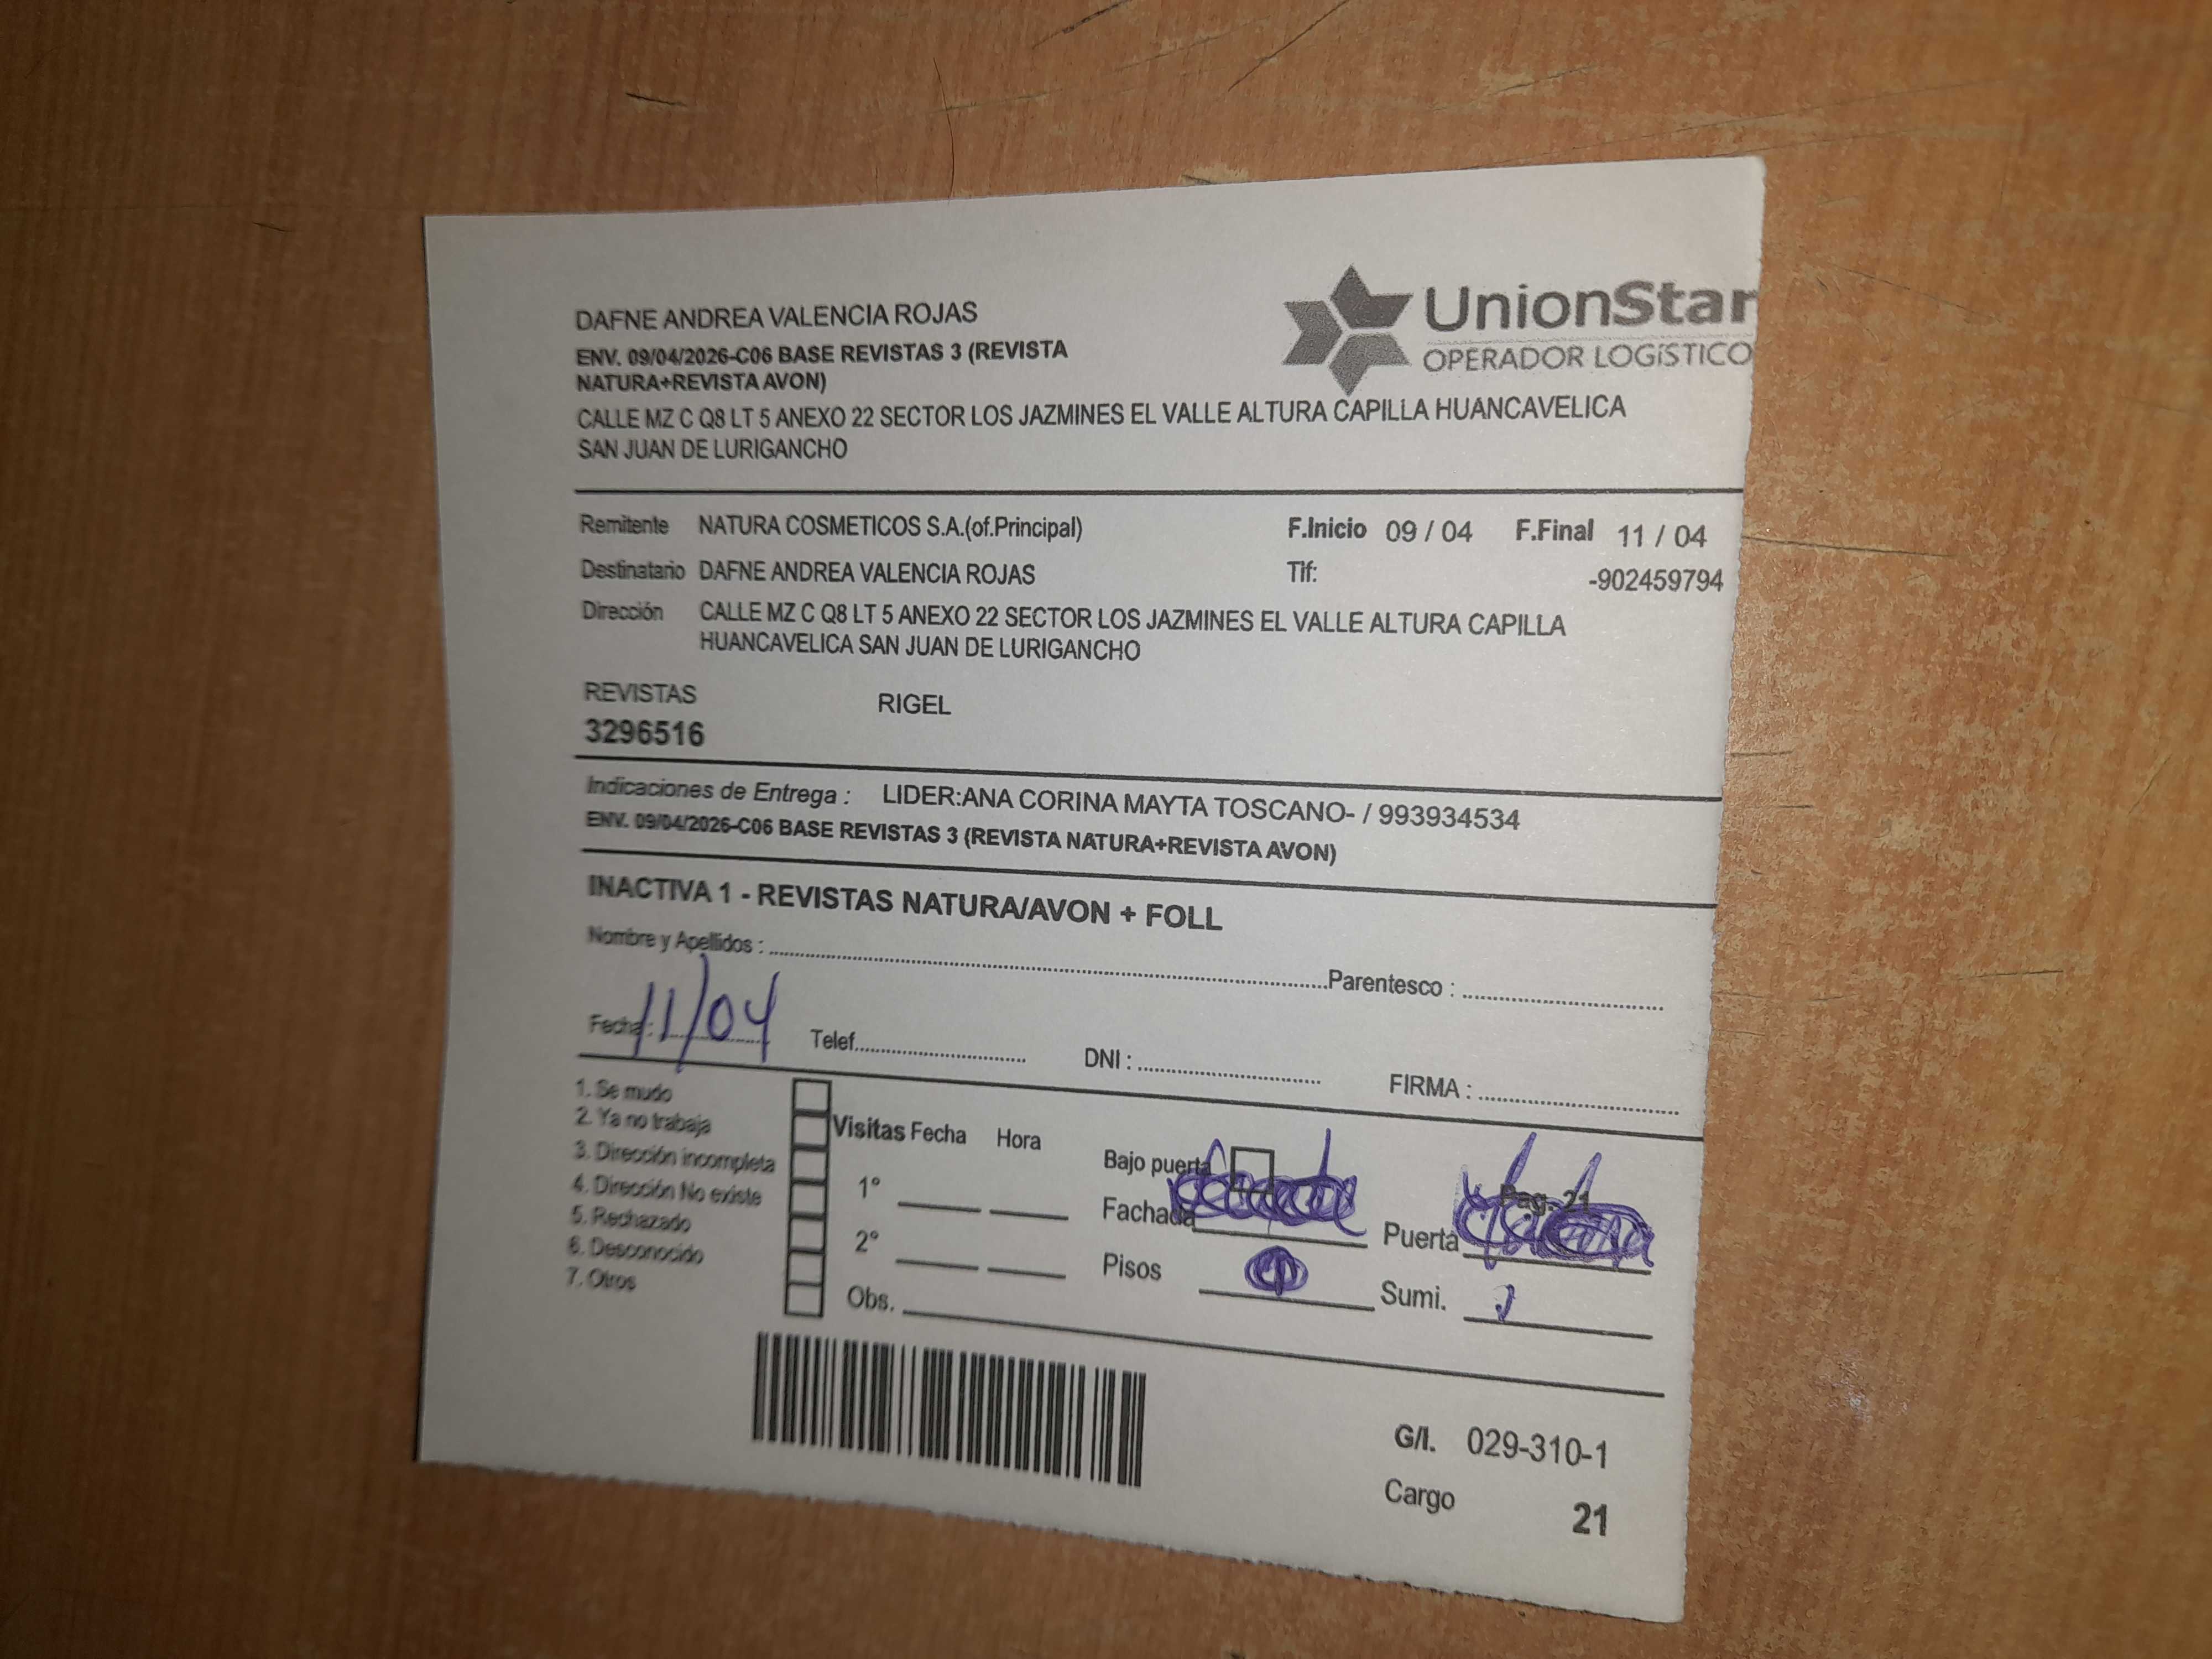 DAFNE ANDREA VALENCIA ROJAS
ENV. 09/04/2026-C06 BASE REVISTAS 3 (REVISTA
NATURA+REVISTA AVON)
UnionStar
OPERADOR LOGíSTICO
CALLE MZ C Q8 LT 5 ANEXO 22 SECTOR LOS JAZMINES EL VALLE ALTURA CAPILLA HUANCAVELICA
SAN JUAN DE LURIGANCHO
Remitente NATURA COSMETICOS S.A.(of.Principal) F.Inicio 09 / 04 F.Final 11 / 04
Destinatario DAFNE ANDREA VALENCIA ROJAS Tlf: -902459794
Dirección CALLE MZ C Q8 LT 5 ANEXO 22 SECTOR LOS JAZMINES EL VALLE ALTURA CAPILLA
HUANCAVELICA SAN JUAN DE LURIGANCHO
REVISTAS RIGEL
3296516
Indicaciones de Entrega : LIDER:ANA CORINA MAYTA TOSCANO- / 993934534
ENV. 09/04/2026-C06 BASE REVISTAS 3 (REVISTA NATURA+REVISTA AVON)
INACTIVA 1 - REVISTAS NATURA/AVON + FOLL
Nombre y Apellidos : Parentesco :
Fecha : 11/04 Telef. DNI : FIRMA :
1. Se mudo
2. Ya no trabaja
3. Dirección incompleta
4. Dirección No existe
5. Rechazado
6. Desconocido
7. Otros
Visitas Fecha Hora
1°
2°
Obs.
Bajo puerta Pag. 21
Fachada Puerta
Pisos Sumi.
G/I. 029-310-1
Cargo 21